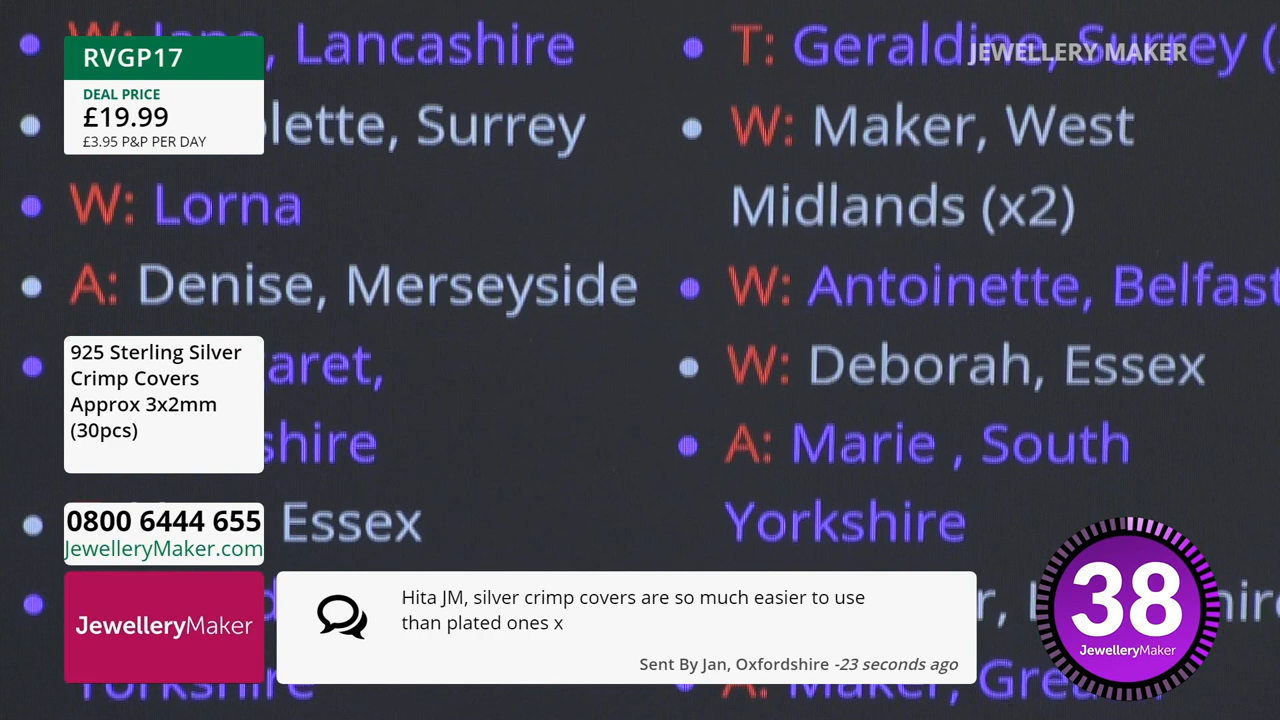 W: Jane, Lancashire
lette, Surrey
W: Lorna
A: Denise, Merseyside
aret,
shire
Essex
Yorkshire
T: Geraldine, Surrey (
W: Maker, West
Midlands (x2)
W: Antoinette, Belfast
W: Deborah, Essex
A: Marie , South
Yorkshire
A: Maker,
JEWELLERY MAKER
RVGP17
DEAL PRICE
£19.99
£3.95 P&P PER DAY
925 Sterling Silver
Crimp Covers
Approx 3x2mm
(30pcs)
0800 6444 655
JewelleryMaker.com
JewelleryMaker
Hita JM, silver crimp covers are so much easier to use
than plated ones x
Sent By Jan, Oxfordshire -23 seconds ago
38
JewelleryMaker